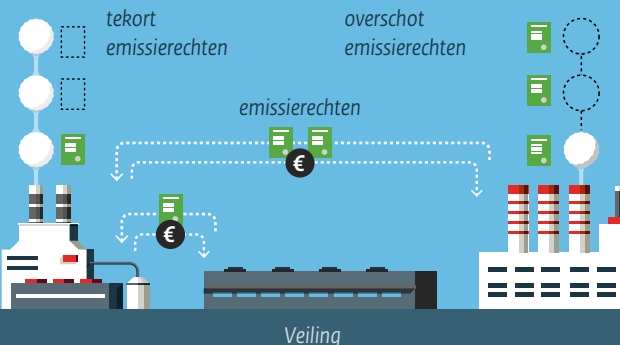 tekort
emissierechten
overschot
emissierechten
emissierechten
€
€
Veiling